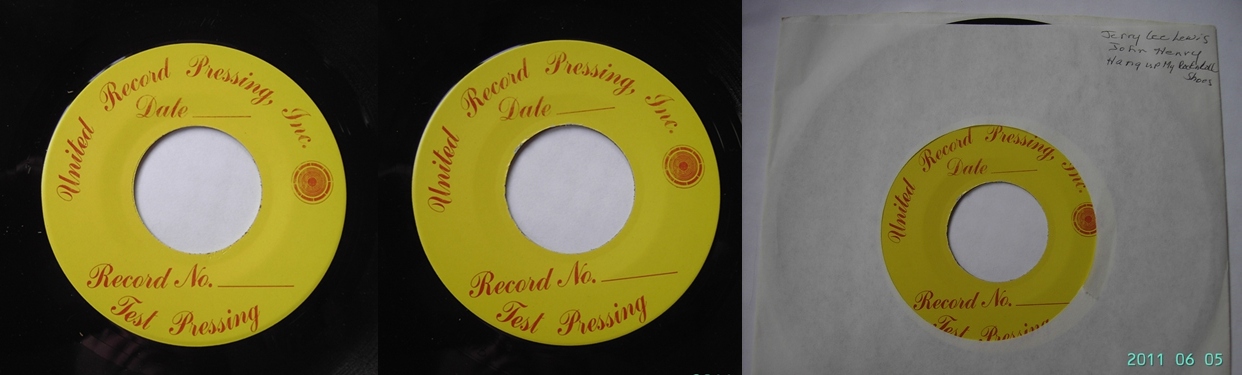 United Record Pressing, Inc.
Date
Record No.
Test Pressing
United Record Pressing, Inc.
Date
Record No.
Test Pressing
Jerry Lee Lewis
John Henry
Hang up My Rock & Roll
Shoes
United Record Pressing, Inc.
Date
Record No.
Test Pressing
2011 06 05